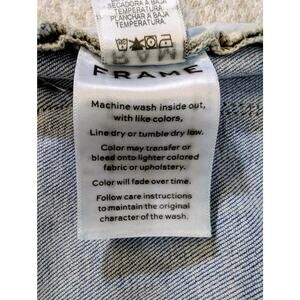 SECADORA A BAJA
TEMPERATURA
PLANCHAR A BAJA
TEMPERATURA
FRAME
Machine wash inside out,
with like colors,
Line dry or tumble dry low.
Color may transfer or
bleed onto lighter colored
fabric or upholstery.
Color will fade over time.
Follow care instructions
to maintain the original
character of the wash.